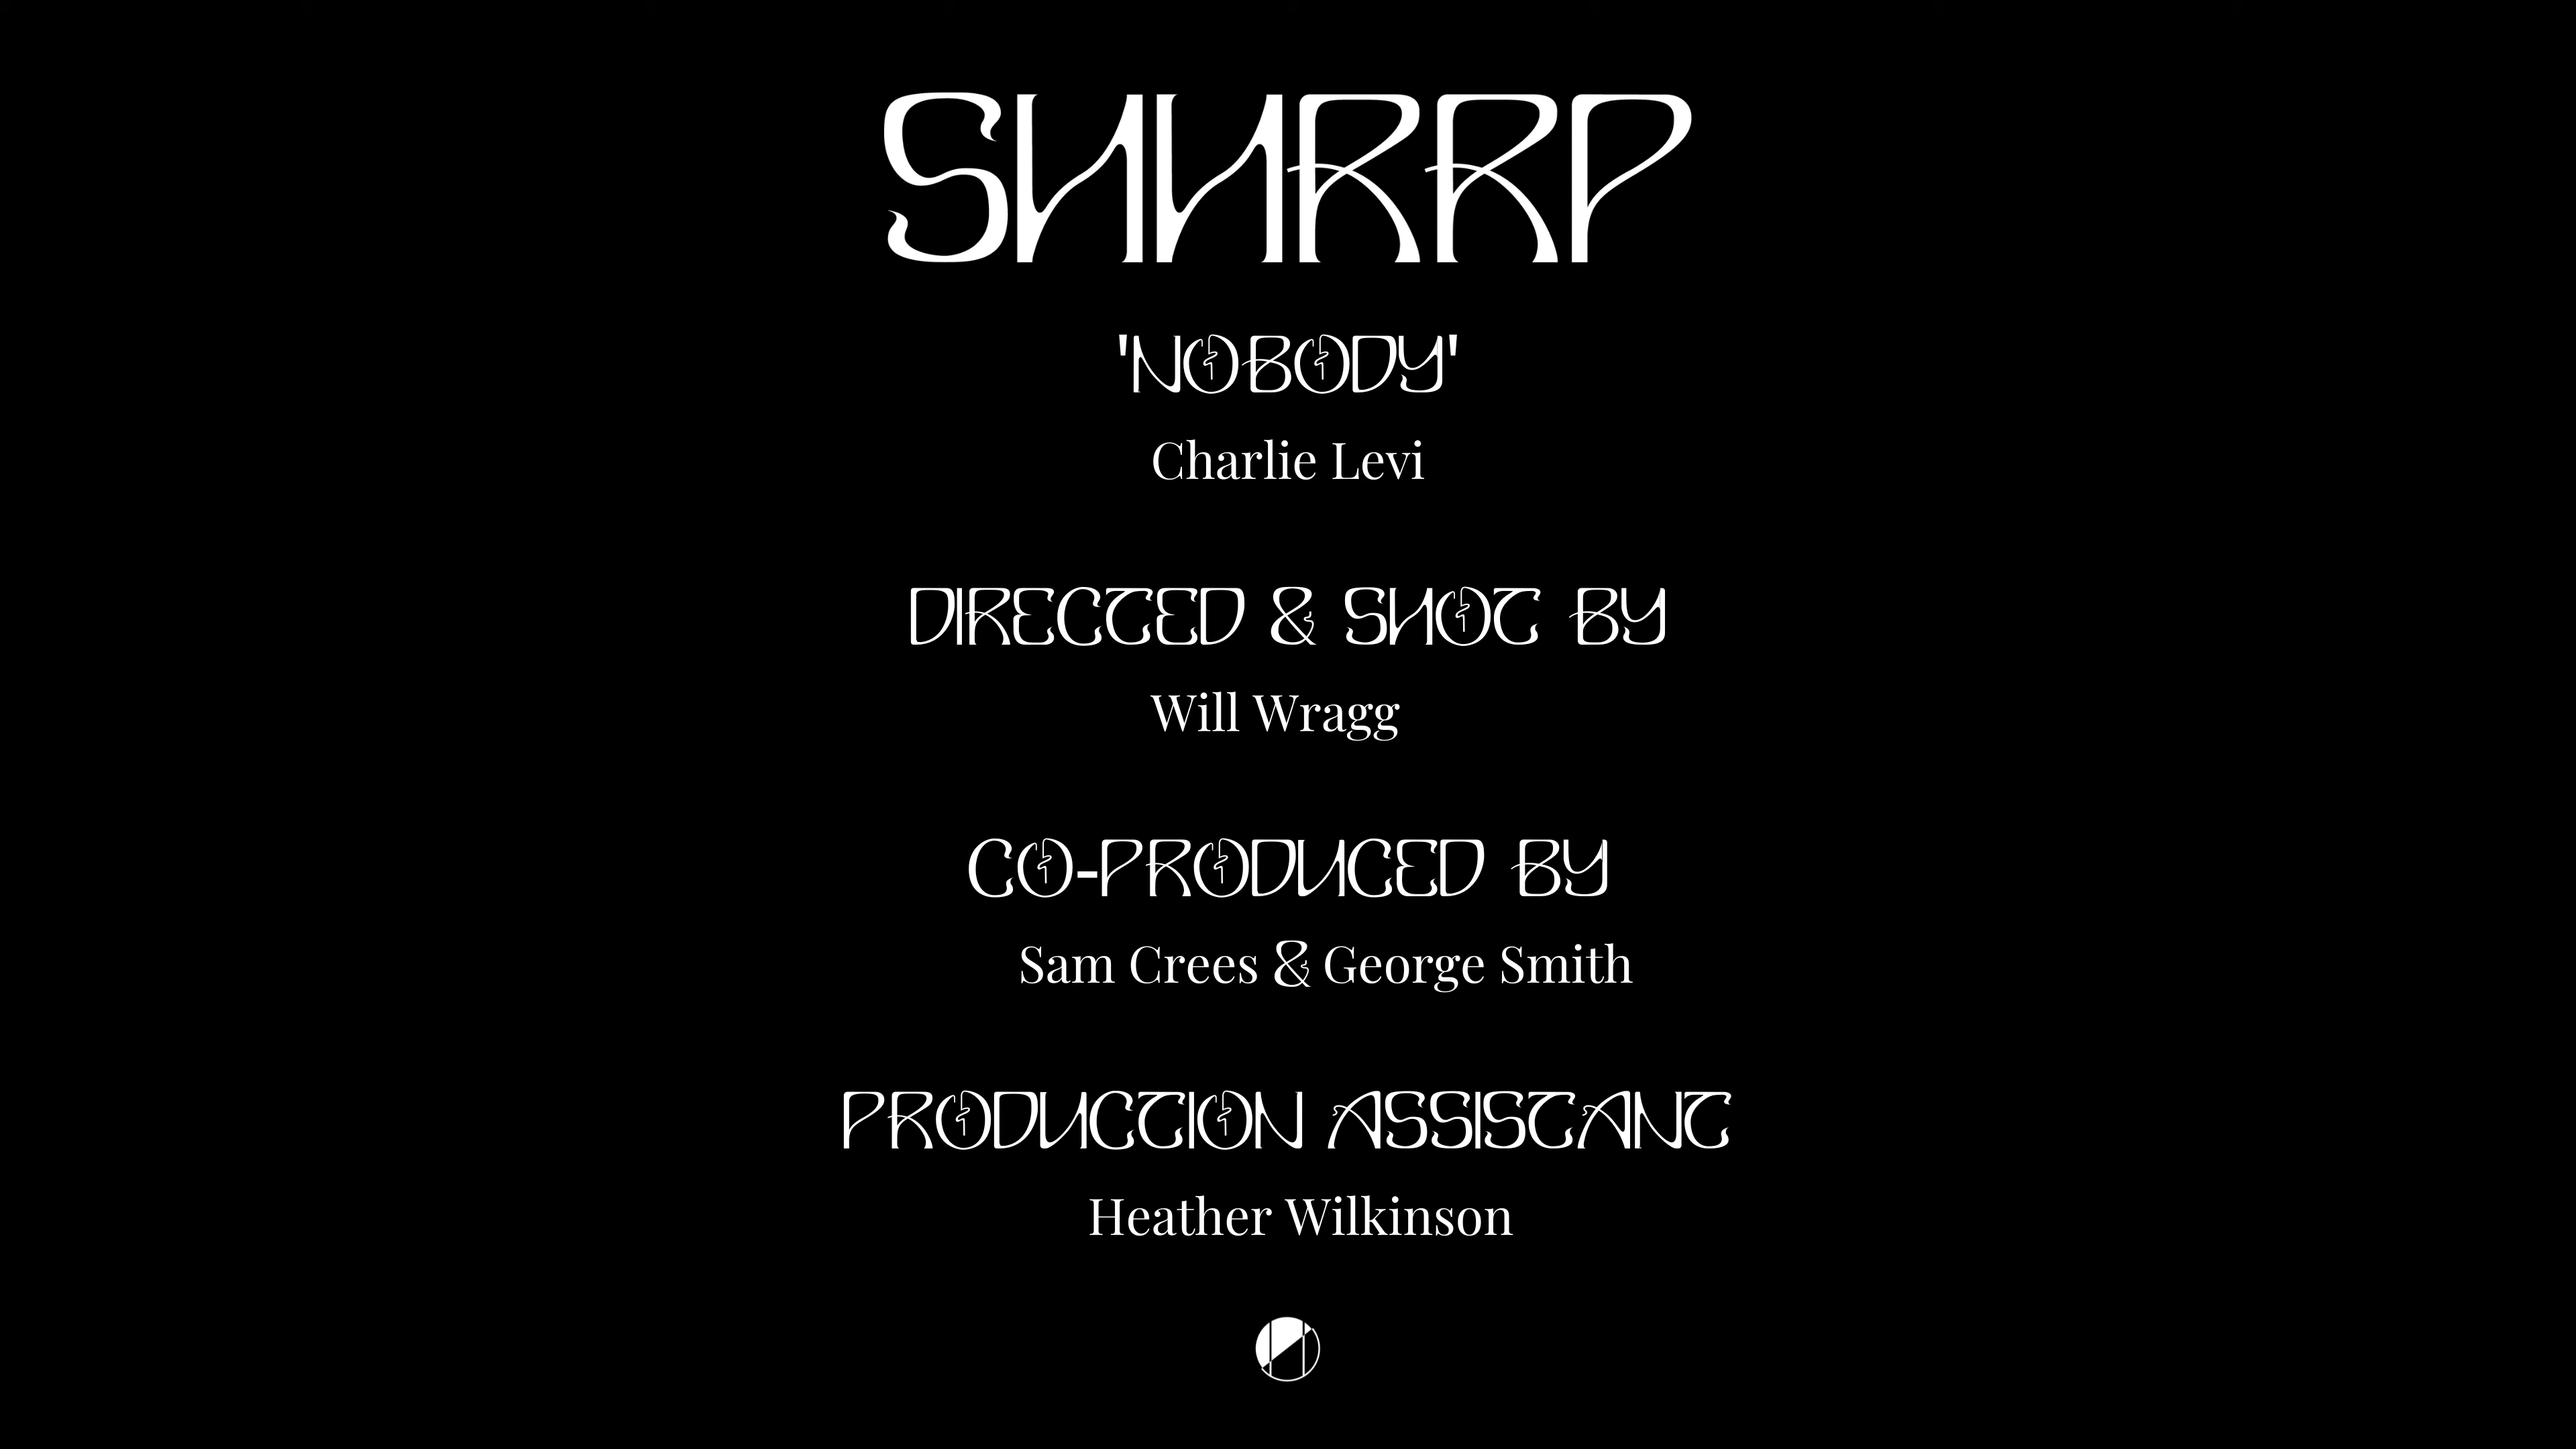 SHHRRP
'NOBODY'
Charlie Levi
DIRECTED & SHOT BY
Will Wragg
CO-PRODUCED BY
Sam Crees & George Smith
PRODUCTION ASSISTANT
Heather Wilkinson